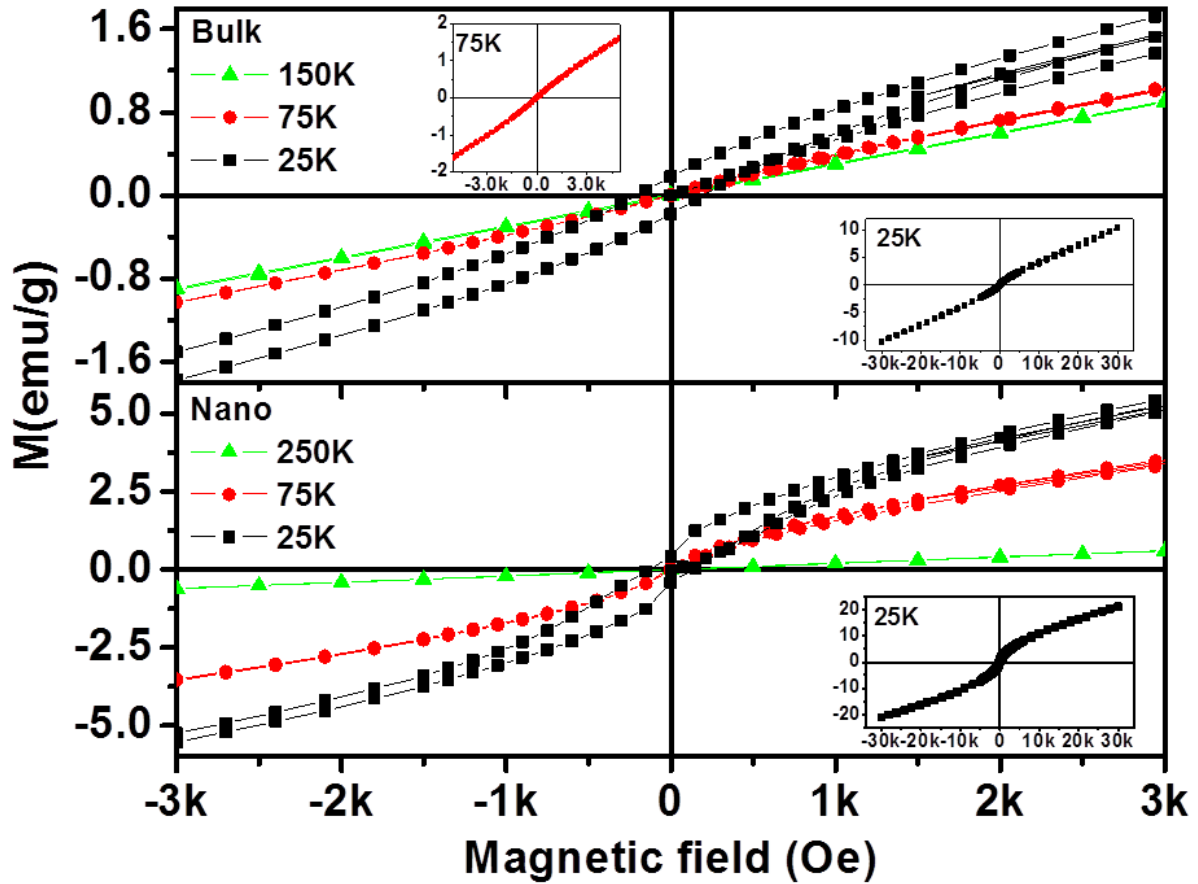 M(emu/g)
1.6
0.8
0.0
-0.8
-1.6
Bulk
150K
75K
25K
75K
2
1
0
-1
-2
-3.0k 0.0 3.0k
25K
10
5
0
-5
-10
-30k -20k -10k 0 10k 20k 30k
5.0
2.5
0.0
-2.5
-5.0
Nano
250K
75K
25K
25K
20
10
0
-10
-20
-30k -20k -10k 0 10k 20k 30k
-3k -2k -1k 0 1k 2k 3k
Magnetic field (Oe)